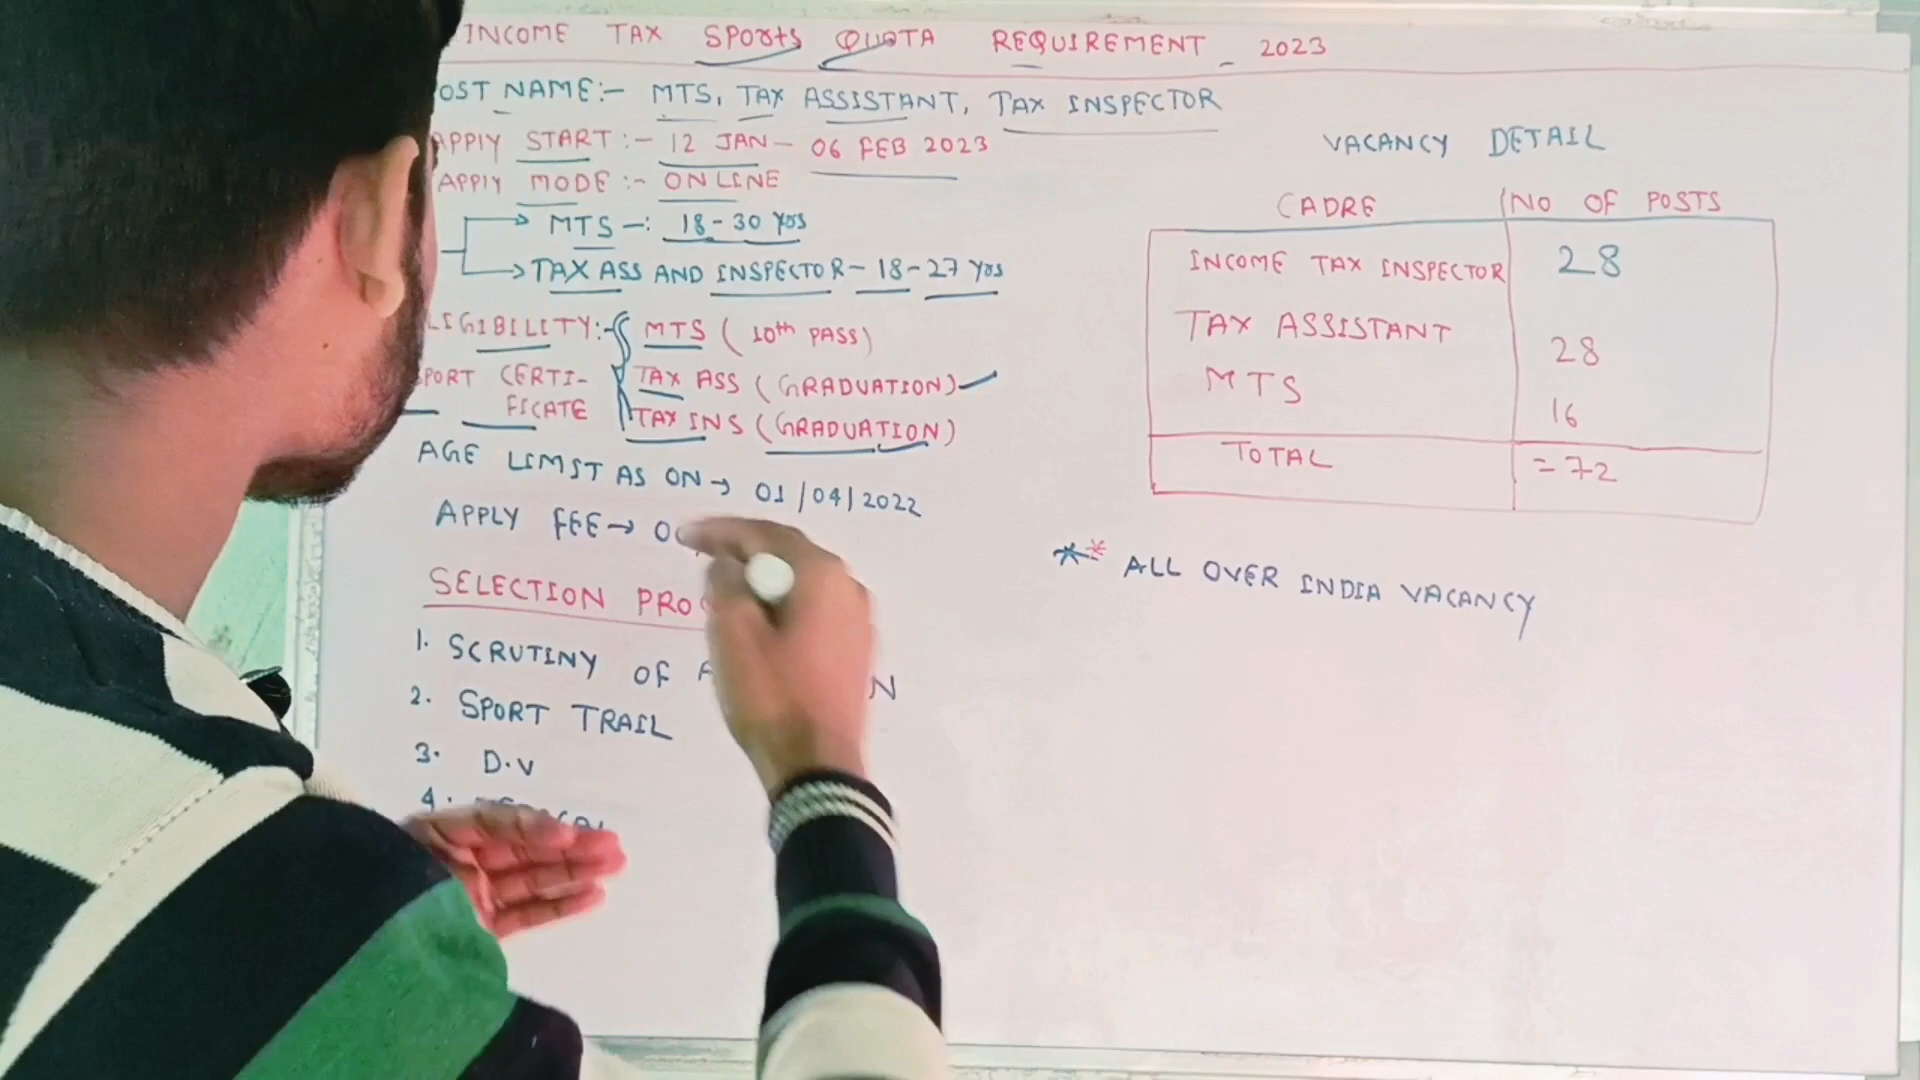 INCOME TAX SPORTS QUOTA REQUIREMENT - 2023
OST NAME:- MTS, TAX ASSISTANT, TAX INSPECTOR
APPLY START :- 12 JAN - 06 FEB 2023
APPLY MODE :- ONLINE
MTS -: 18-30 YRS
TAX ASS AND INSPECTOR - 18-27 YRS
LIGIBILITY:- MTS (10th PASS)
PORT CERTI- TAX ASS (GRADUATION)
FICATE TAX INS (GRADUATION)
AGE LIMIT AS ON → 01/04/2022
APPLY FEE →
SELECTION PRO
1. SCRUTINY OF
2. SPORT TRAIL
3. D.V
4.
VACANCY DETAIL
CADRE NO OF POSTS
INCOME TAX INSPECTOR 28
TAX ASSISTANT 28
MTS 16
TOTAL = 72
** ALL OVER INDIA VACANCY